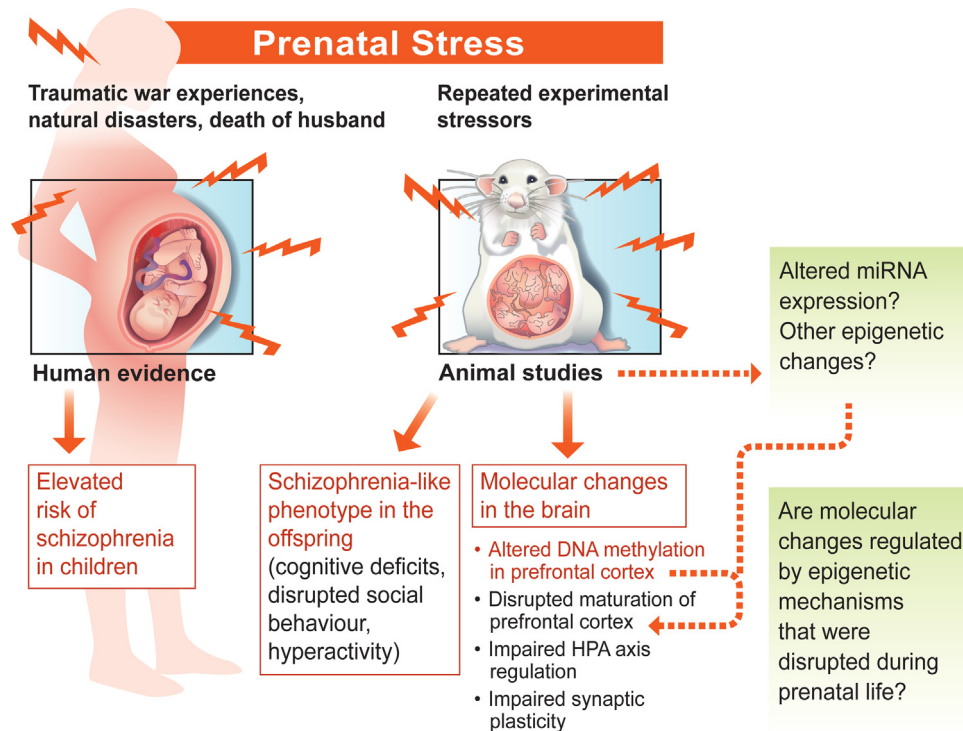 Prenatal Stress
Traumatic war experiences,
natural disasters, death of husband
Repeated experimental
stressors
Human evidence
Animal studies
Altered miRNA
expression?
Other epigenetic
changes?
Elevated
risk of
schizophrenia
in children
Schizophrenia-like
phenotype in the
offspring
(cognitive deficits,
disrupted social
behaviour,
hyperactivity)
Molecular changes
in the brain
• Altered DNA methylation
in prefrontal cortex
• Disrupted maturation of
prefrontal cortex
• Impaired HPA axis
regulation
• Impaired synaptic
plasticity
Are molecular
changes regulated
by epigenetic
mechanisms
that were
disrupted during
prenatal life?